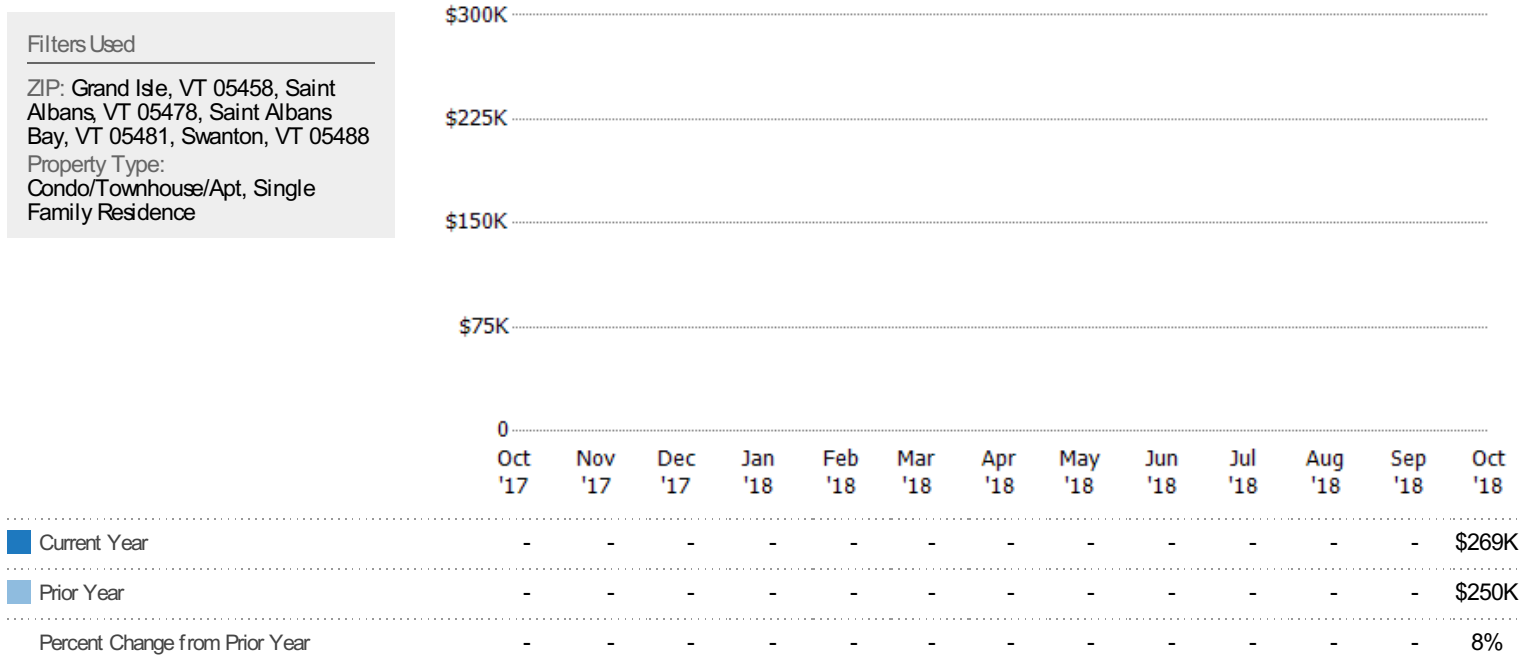 Filters Used
ZIP: Grand Isle, VT 05458, Saint
Albans, VT 05478, Saint Albans
Bay, VT 05481, Swanton, VT 05488
Property Type:
Condo/Townhouse/Apt, Single
Family Residence
$300K
$225K
$150K
$75K
0
Oct Nov Dec Jan Feb Mar Apr May Jun Jul Aug Sep Oct
'17 '17 '17 '18 '18 '18 '18 '18 '18 '18 '18 '18 '18
Current Year - - - - - - - - - - - - $269K
Prior Year - - - - - - - - - - - - $250K
Percent Change from Prior Year - - - - - - - - - - - - 8%